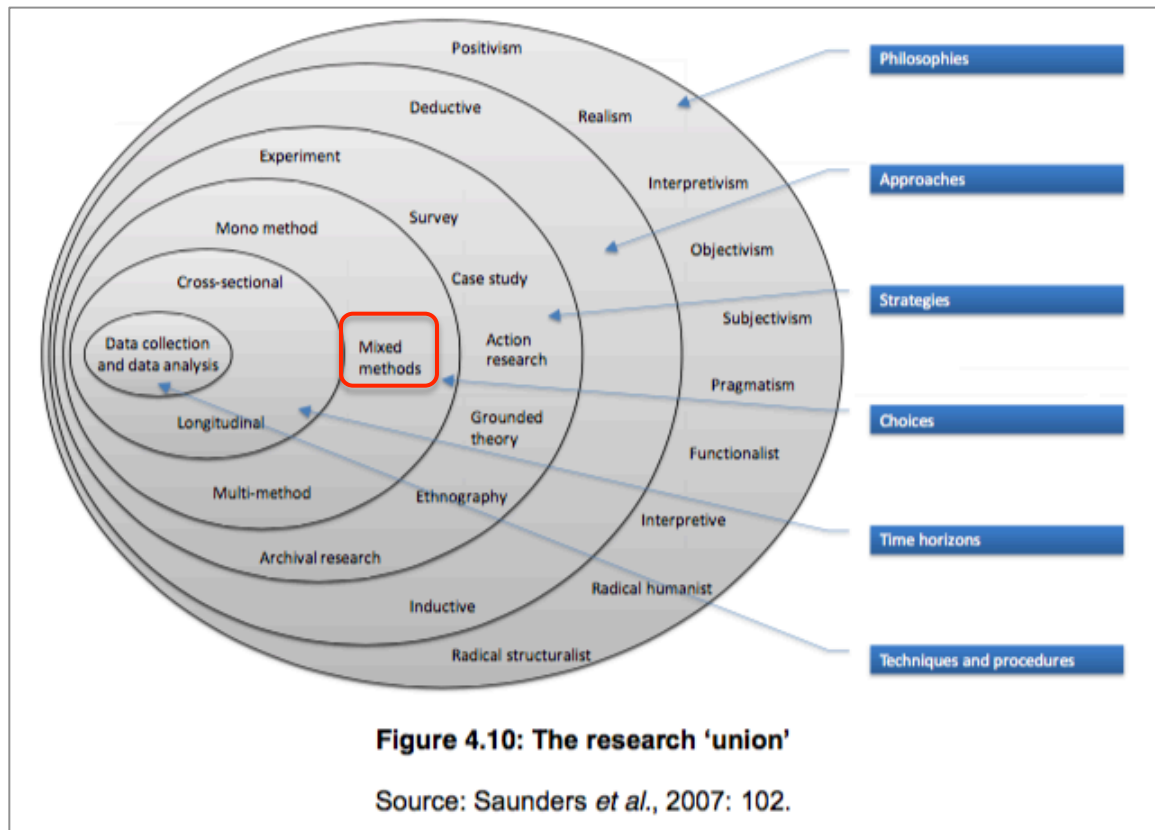 Positivism
Philosophies
Deductive
Realism
Experiment
Interpretivism
Approaches
Survey
Mono method
Objectivism
Cross-sectional
Case study
Strategies
Subjectivism
Data collection
and data analysis
Mixed
methods
Action
research
Pragmatism
Longitudinal
Grounded
theory
Choices
Functionalist
Multi-method
Ethnography
Interpretive
Time horizons
Archival research
Radical humanist
Inductive
Radical structuralist
Techniques and procedures
Figure 4.10: The research ‘union’
Source: Saunders et al., 2007: 102.